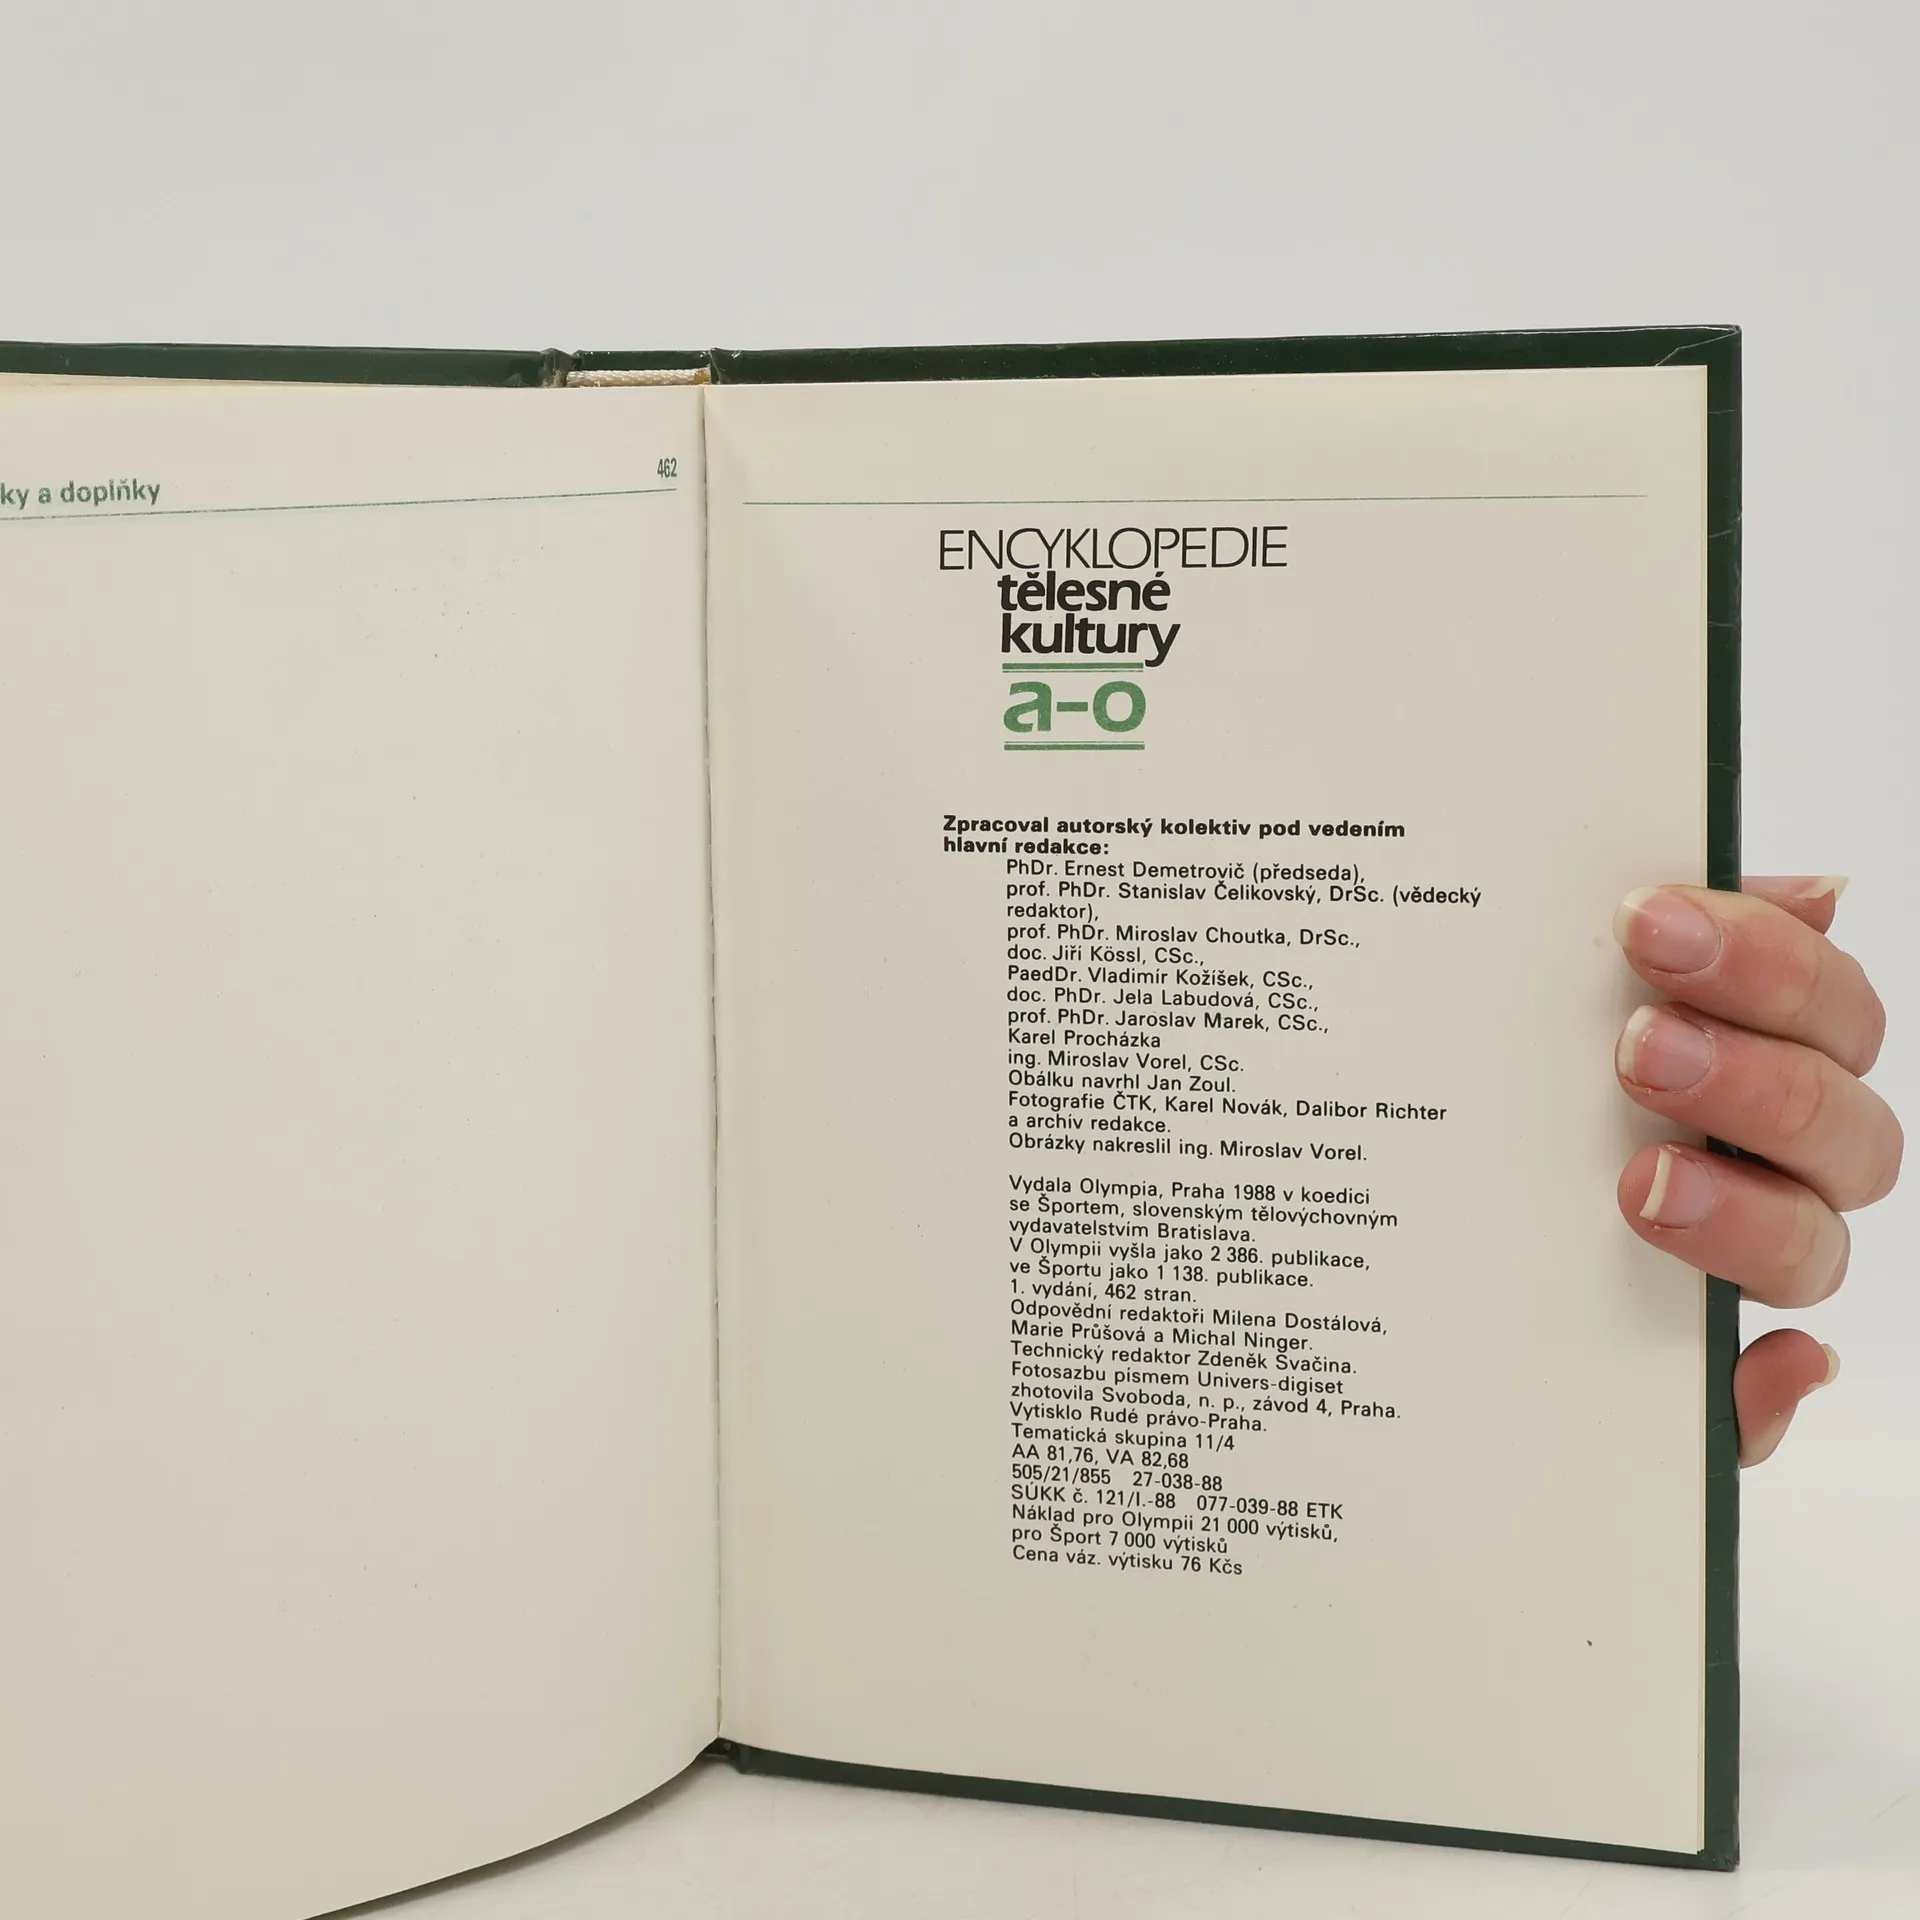 ky a doplňky
462
ENCYKLOPEDIE
tělesné
kultury
a-o
Zpracoval autorský kolektiv pod vedením
hlavní redakce:
PhDr. Ernest Demetrovič (předseda),
prof. PhDr. Stanislav Čelikovský, DrSc. (vědecký
redaktor),
prof. PhDr. Miroslav Choutka, DrSc.,
doc. Jiří Kössl, CSc.,
PaedDr. Vladimír Kožíšek, CSc.,
doc. PhDr. Jela Labudová, CSc.,
prof. PhDr. Jaroslav Marek, CSc.,
Karel Procházka
ing. Miroslav Vorel, CSc.
Obálku navrhl Jan Zoul.
Fotografie ČTK, Karel Novák, Dalibor Richter
a archív redakce.
Obrázky nakreslil ing. Miroslav Vorel.
Vydala Olympia, Praha 1988 v koedici
se Športem, slovenským tělovýchovným
vydavatelstvím Bratislava.
V Olympii vyšla jako 2 386. publikace,
ve Športu jako 1 138. publikace.
1. vydání, 462 stran.
Odpovědní redaktoři Milena Dostálová,
Marie Průšová a Michal Ninger.
Technický redaktor Zdeněk Svačina.
Fotosazbu písmem Univers-digiset
zhotovila Svoboda, n. p., závod 4, Praha.
Vytisklo Rudé právo-Praha.
Tematická skupina 11/4
AA 81,76, VA 82,68
505/21/855 27-038-88
SÚKK č. 121/I.-88 077-039-88 ETK
Náklad pro Olympii 21 000 výtisků,
pro Šport 7 000 výtisků
Cena váz. výtisku 76 Kčs